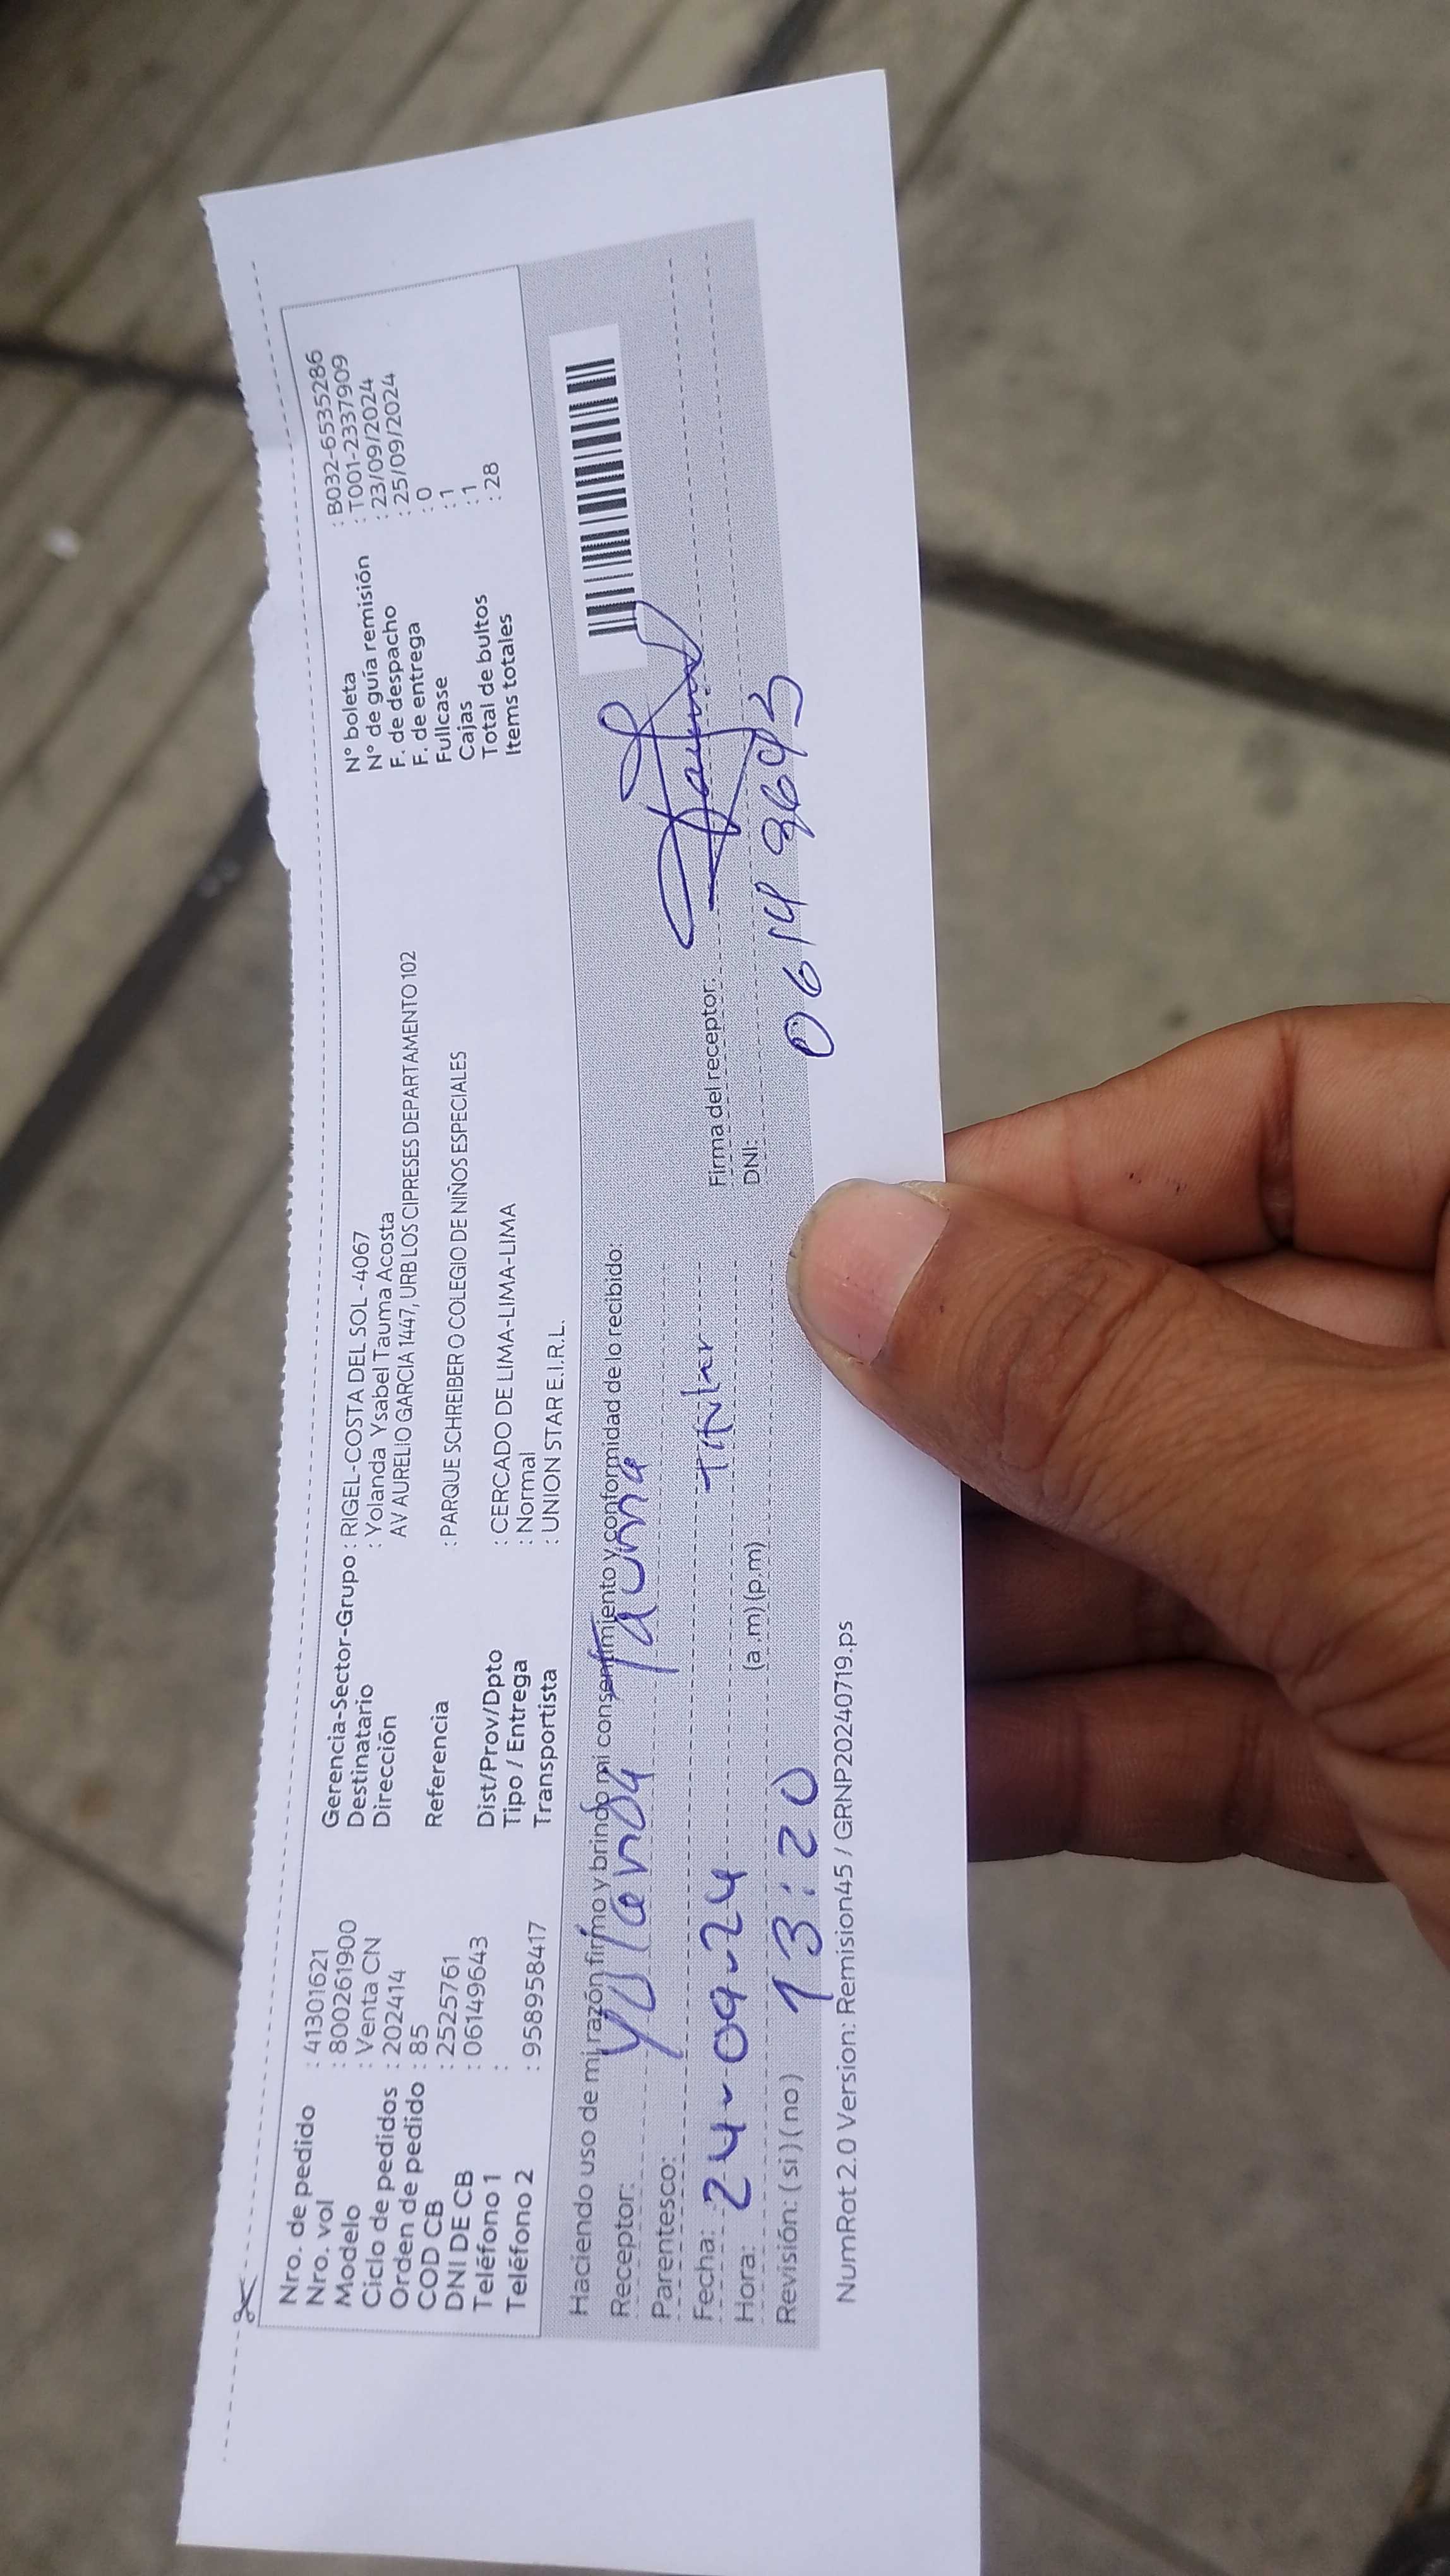 Nro. de pedido : 41301621
Nro. vol : 800261900
Modelo : Venta CN
Ciclo de pedidos : 202414
Orden de pedido : 85
COD CB : 2525761
DNI DE CB : 06149643
Teléfono 1 :
Teléfono 2 : 958958417
Gerencia-Sector-Grupo : RIGEL-COSTA DEL SOL -4067
Destinatario : Yolanda Ysabel Tauma Acosta
Dirección AV AURELIO GARCIA 1447, URB LOS CIPRESES DEPARTAMENTO 102
Referencia : PARQUE SCHREIBER O COLEGIO DE NIÑOS ESPECIALES
Dist/Prov/Dpto : CERCADO DE LIMA-LIMA-LIMA
Tipo / Entrega : Normal
Transportista : UNION STAR E.I.R.L.
N° boleta : B032-6535286
N° de guía remisión : T001-2337909
F. de despacho : 23/09/2024
F. de entrega : 25/09/2024
Fullcase : 0
Cajas : 1
Total de bultos : 1
Items totales : 28
Haciendo uso de mi razón firmo y brindo mi consentimiento y conformidad de lo recibido:
Receptor: Yolanda Tauma
Parentesco: Titular
Fecha: 24-09-24
Hora: 13:20 (a.m) (p.m)
Revisión: ( si ) ( no )
Firma del receptor:
DNI: 06149643
NumRot 2.0 Version: Remision45 / GRNP20240719.ps